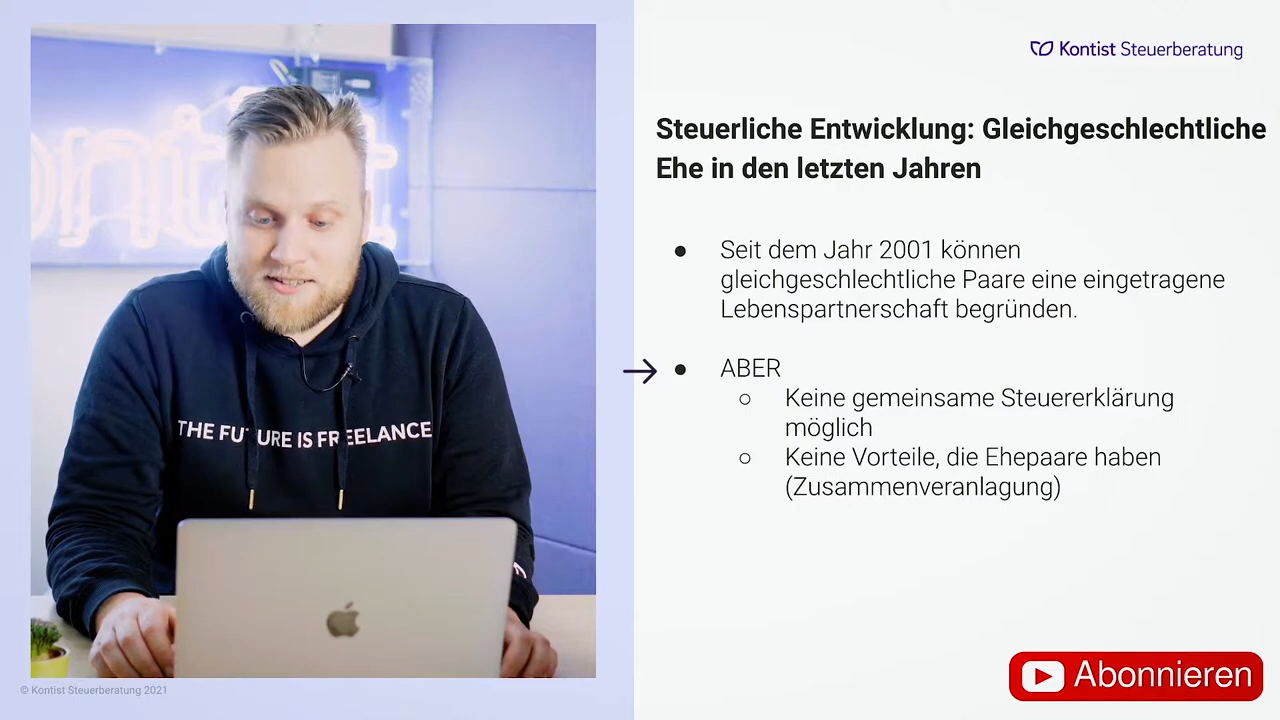 Kontist Steuerberatung
Steuerliche Entwicklung: Gleichgeschlechtliche
Ehe in den letzten Jahren
● Seit dem Jahr 2001 können
gleichgeschlechtliche Paare eine eingetragene
Lebenspartnerschaft begründen.
→ ● ABER
○ Keine gemeinsame Steuererklärung
möglich
○ Keine Vorteile, die Ehepaare haben
(Zusammenveranlagung)
THE FUTURE IS FREELANCE
© Kontist Steuerberatung 2021
Abonnieren